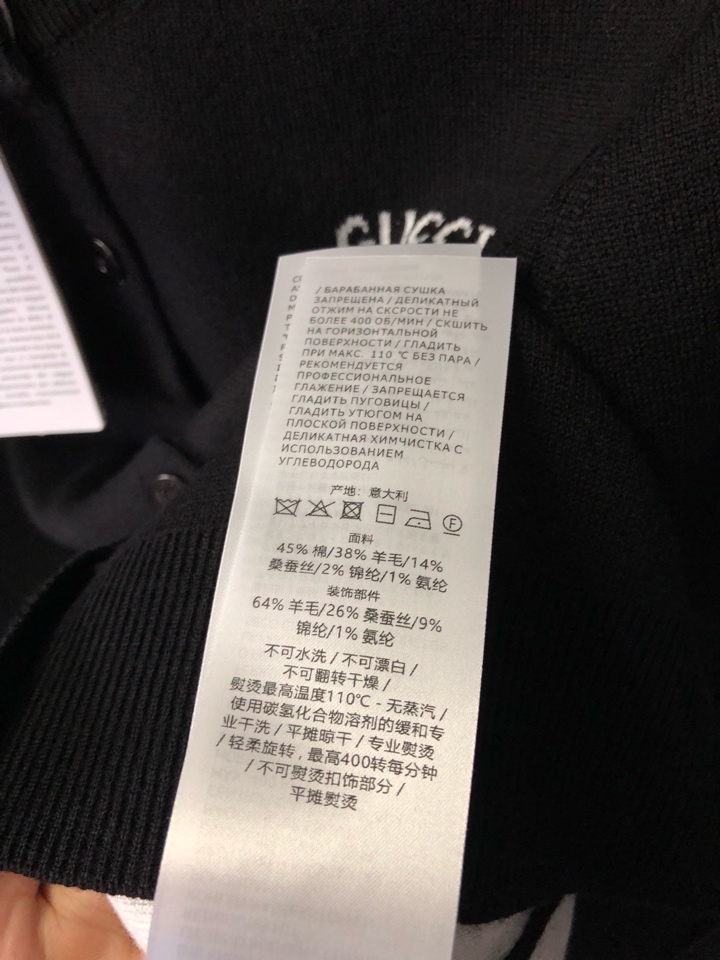 GUCCI
/ БАРАБАННАЯ СУШКА
ЗАПРЕЩЕНА / ДЕЛИКАТНЫЙ
ОТЖИМ НА СКСРОСТИ НЕ
БОЛЕЕ 400 ОБ/МИН / СКШИТЬ
НА ГОРИЗОНТАЛЬНОЙ
ПОВЕРХНОСТИ / ГЛАДИТЬ
ПРИ МАКС. 110 ℃ БЕЗ ПАРА /
РЕКОМЕНДУЕТСЯ
ПРОФЕССИОНАЛЬНОЕ
ГЛАЖЕНИЕ / ЗАПРЕЩАЕТСЯ
ГЛАДИТЬ ПУГОВИЦЫ /
ГЛАДИТЬ УТЮГОМ НА
ПЛОСКОЙ ПОВЕРХНОСТИ /
ДЕЛИКАТНАЯ ХИМЧИСТКА С
ИСПОЛЬЗОВАНИЕМ
УГЛЕВОДОРОДА
产地：意大利
F
面料
45% 棉/38% 羊毛/14%
桑蚕丝/2% 锦纶/1% 氨纶
装饰部件
64% 羊毛/26% 桑蚕丝/9%
锦纶/1% 氨纶
不可水洗 / 不可漂白 /
不可翻转干燥 /
熨烫最高温度110℃ - 无蒸汽 /
使用碳氢化合物溶剂的缓和专
业干洗 / 平摊晾干 / 专业熨烫
/ 轻柔旋转，最高400转每分钟
/ 不可熨烫扣饰部分 /
平摊熨烫